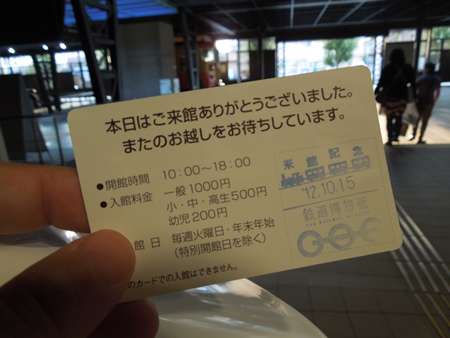 本日はご来館ありがとうございました。
またのお越しをお待ちしています。
●開館時間 10:00〜18:00
●入館料金 一般1000円
小・中・高生500円
幼児200円
館日 毎週火曜日・年末年始
(特別開館日を除く)
のカードでの入館はできません。
来館記念
'12.10.15
鉄道博物館